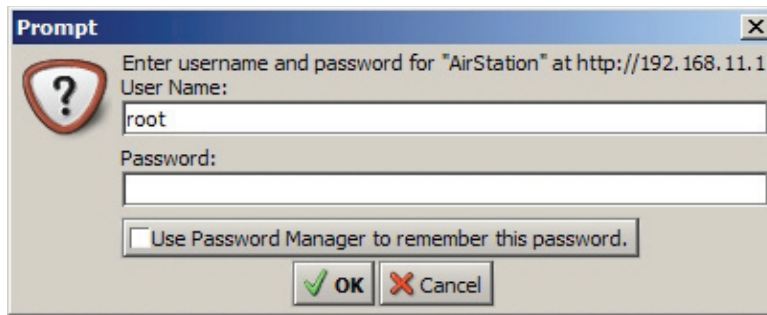 Prompt
Enter username and password for "AirStation" at http://192.168.11.1
User Name:
root
Password:
Use Password Manager to remember this password.
OK
Cancel